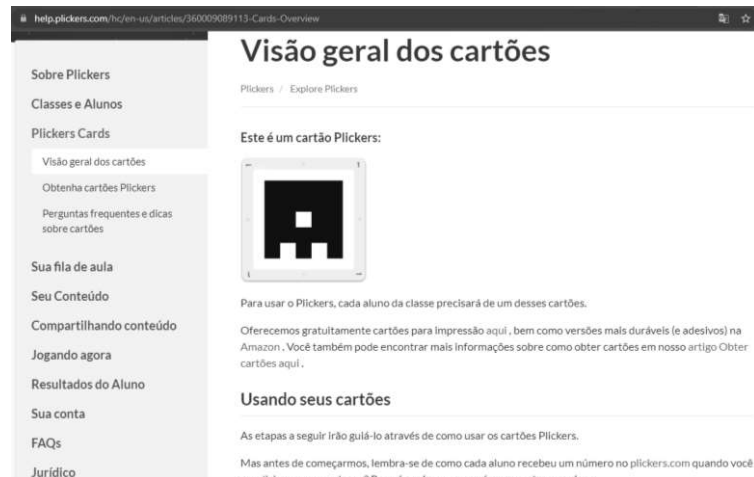 help.plickers.com/hc/en-us/articles/360009089113-Cards-Overview
Sobre Plickers
Classes e Alunos
Plickers Cards
Visão geral dos cartões
Obtenha cartões Plickers
Perguntas frequentes e dicas
sobre cartões
Sua fila de aula
Seu Conteúdo
Compartilhando conteúdo
Jogando agora
Resultados do Aluno
Sua conta
FAQs
Jurídico
Visão geral dos cartões
Plickers / Explore Plickers
Este é um cartão Plickers:
1
Para usar o Plickers, cada aluno da classe precisará de um desses cartões.
Oferecemos gratuitamente cartões para impressão aqui , bem como versões mais duráveis (e adesivos) na
Amazon . Você também pode encontrar mais informações sobre como obter cartões em nosso artigo Obter
cartões aqui .
Usando seus cartões
As etapas a seguir irão guiá-lo através de como usar os cartões Plickers.
Mas antes de começarmos, lembra-se de como cada aluno recebeu um número no plickers.com quando você